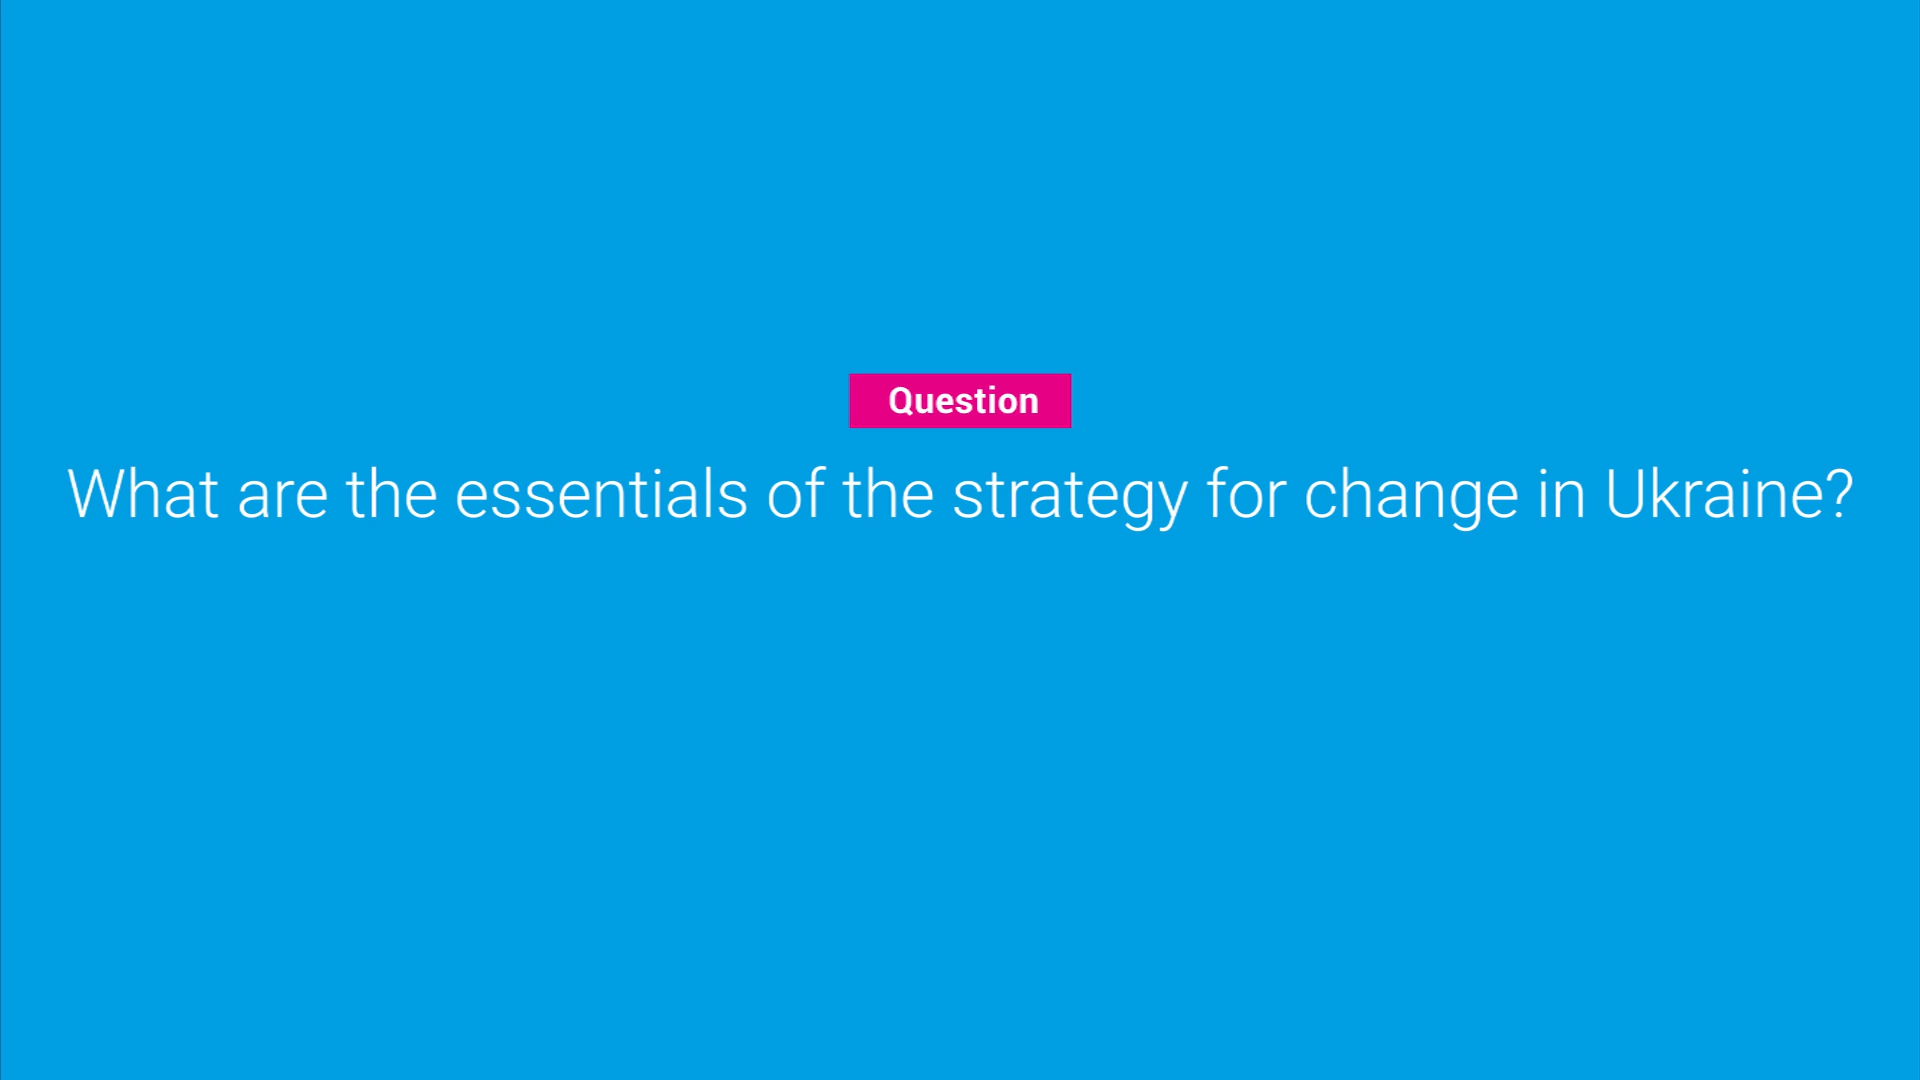 Question
What are the essentials of the strategy for change in Ukraine?